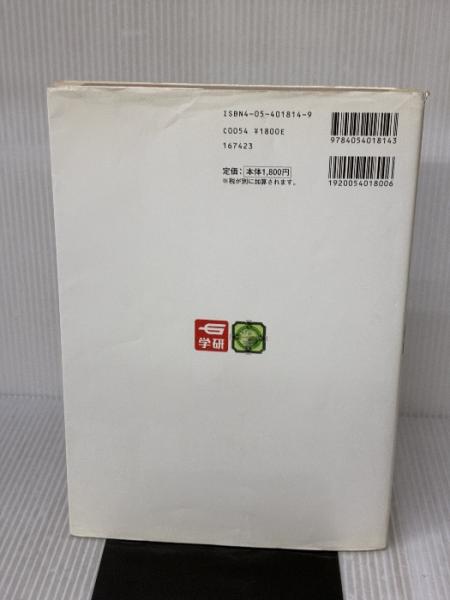 ISBN4-05-401814-9
C0054 ¥1800E
167423
9784054018143
1920054018006
定価：本体1,800円
※税が別に加算されます。
G
学研